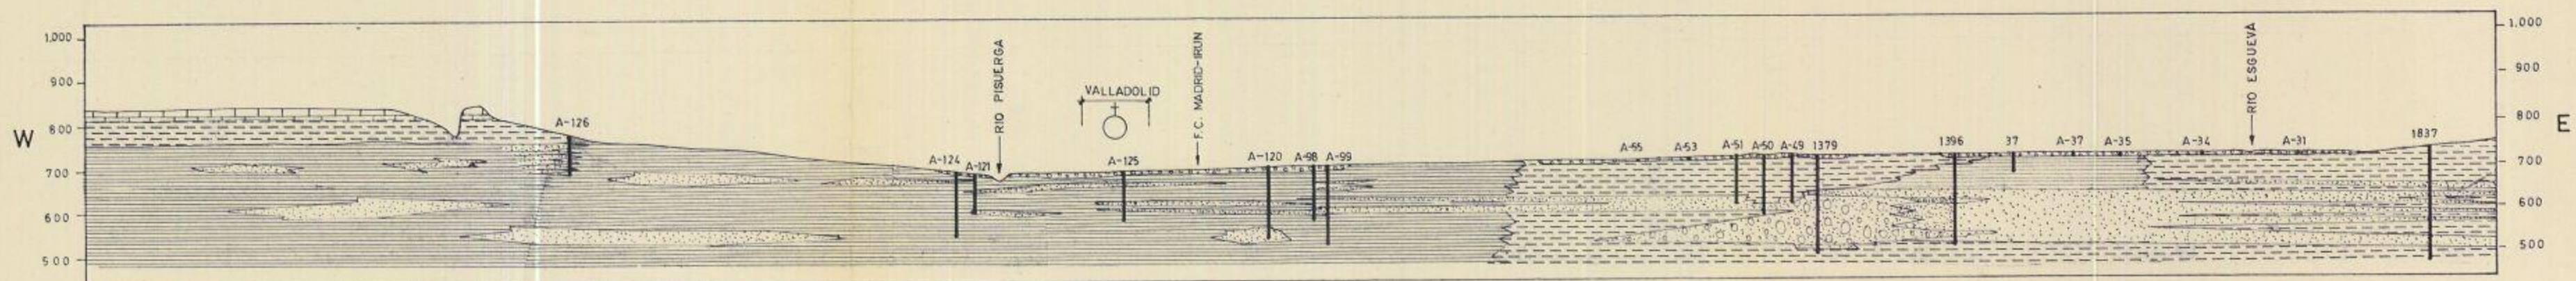 1.000
900
800
700
600
500
W
A-126
A-124
A-121
RIO PISUERGA
VALLADOLID
A-125
F.C. MADRID-IRUN
A-120
A-98
A-99
A-55
A-53
A-51
A-50
A-49
1379
1396
37
A-37
A-35
A-34
RIO ESGUEVA
A-31
1837
1.000
900
800
700
600
500
E